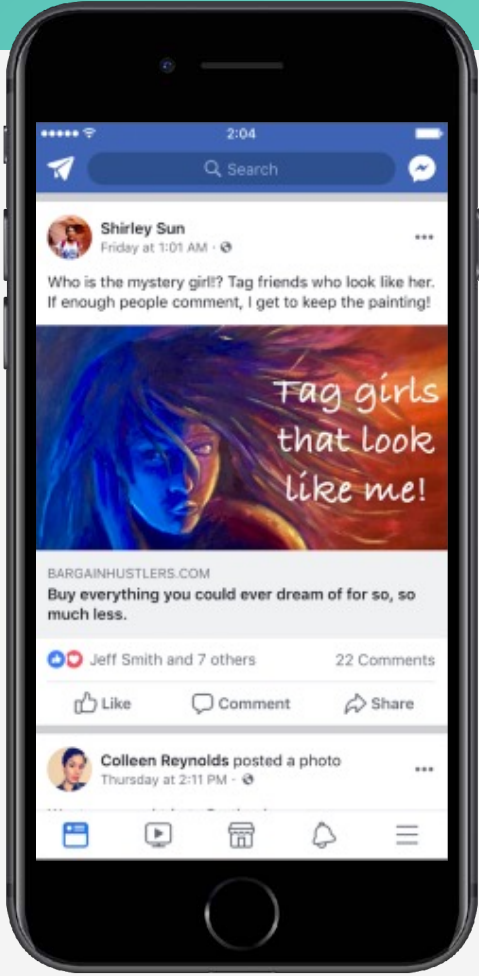 2:04
Search
Shirley Sun
Friday at 1:01 AM ·
Who is the mystery girl!? Tag friends who look like her.
If enough people comment, I get to keep the painting!
Tag girls
that look
like me!
BARGAINHUSTLERS.COM
Buy everything you could ever dream of for so, so
much less.
Jeff Smith and 7 others 22 Comments
Like Comment Share
Colleen Reynolds posted a photo
Thursday at 2:11 PM ·